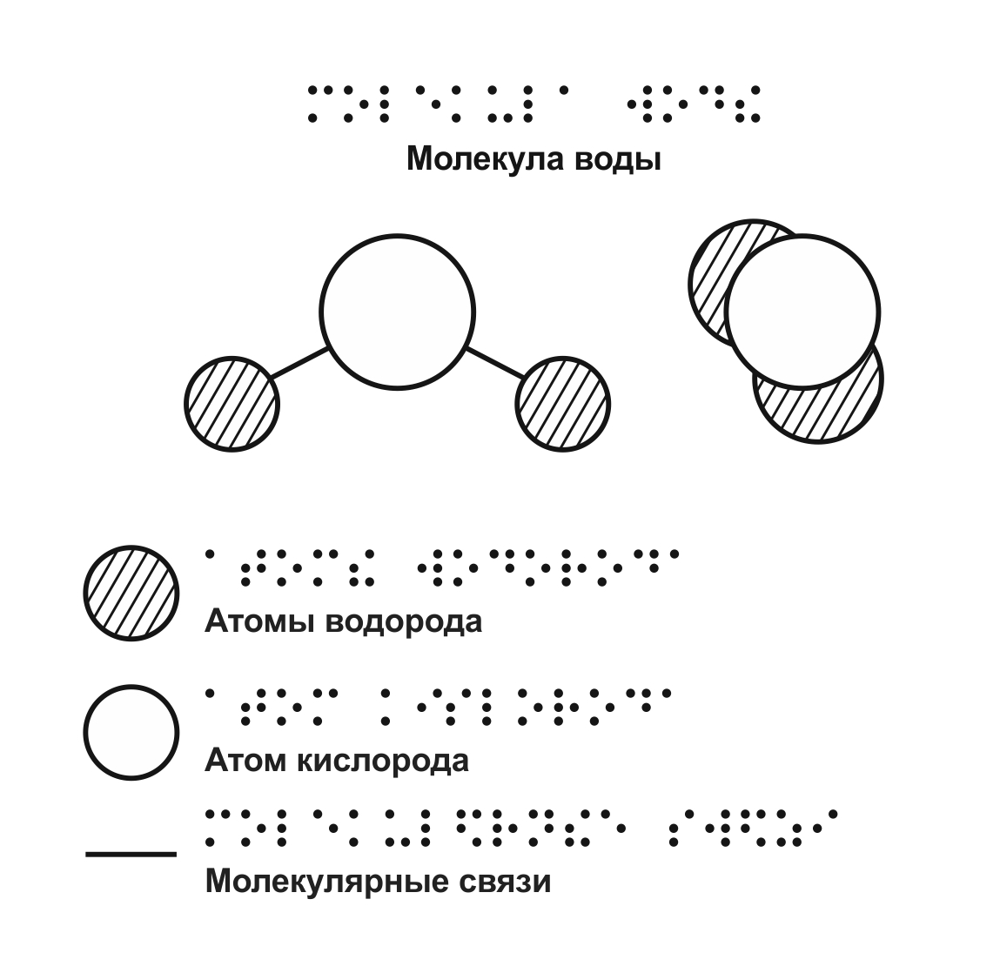 ⠍⠕⠇⠑⠅⠥⠇⠁ ⠺⠕⠙⠮
Молекула воды
⠁⠞⠕⠍⠮ ⠺⠕⠙⠕⠗⠕⠙⠁
Атомы водорода
⠁⠞⠕⠍ ⠅⠊⠎⠇⠕⠗⠕⠙⠁
Атом кислорода
⠍⠕⠇⠑⠅⠥⠇⠫⠗⠝⠮⠑ ⠎⠺⠫⠵⠊
Молекулярные связи